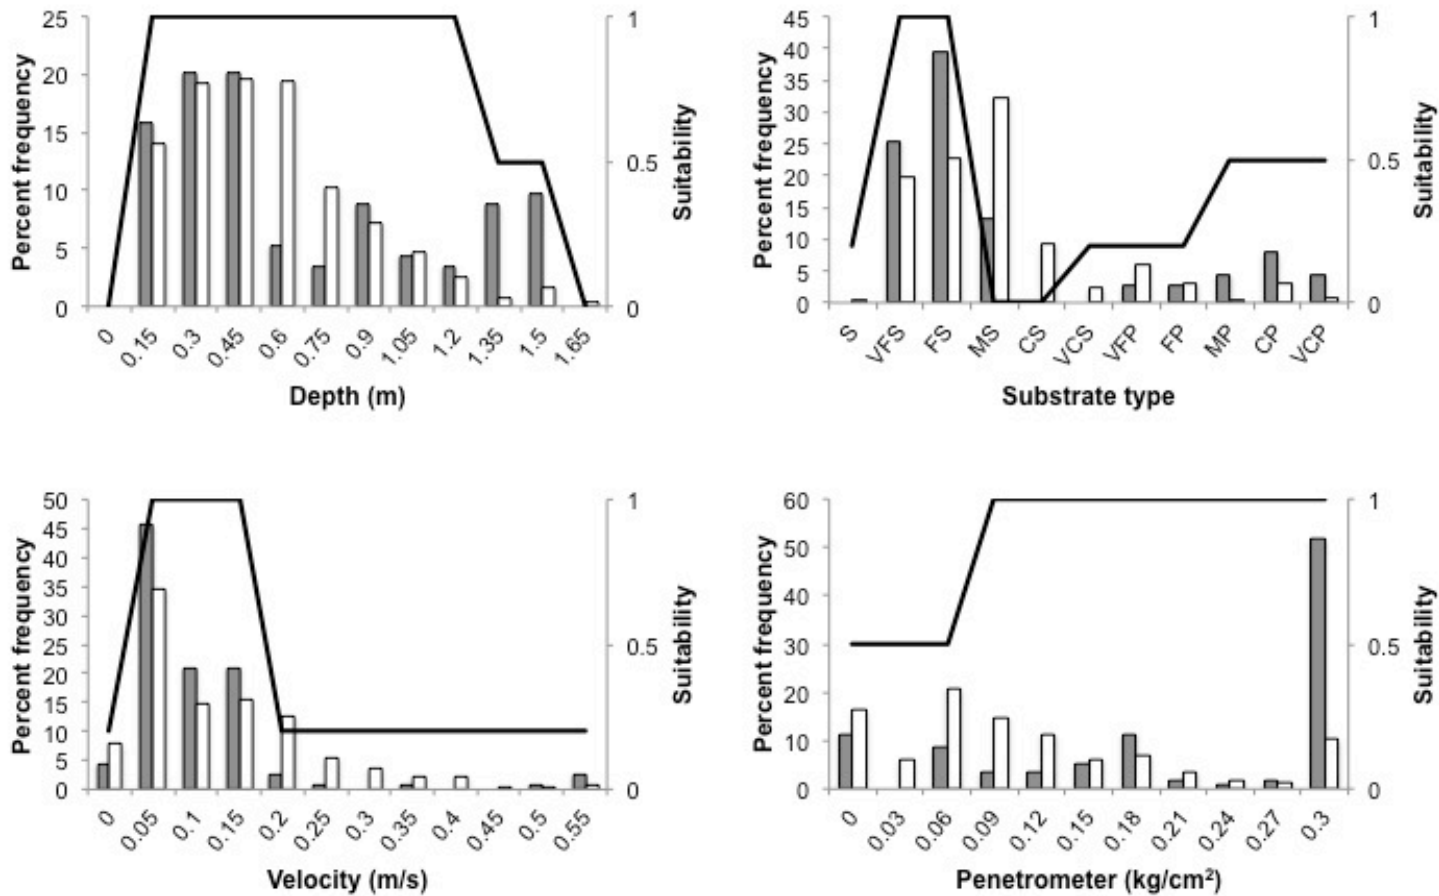 25
20
15
10
5
0
Percent frequency
1
0.5
0
Suitability
0 0.15 0.3 0.45 0.6 0.75 0.9 1.05 1.2 1.35 1.5 1.65
Depth (m)
45
40
35
30
25
20
15
10
5
0
Percent frequency
1
0.5
0
Suitability
S VFS FS MS CS VCS VFP FP MP CP VCP
Substrate type
50
45
40
35
30
25
20
15
10
5
0
Percent frequency
1
0.5
0
Suitability
0 0.05 0.1 0.15 0.2 0.25 0.3 0.35 0.4 0.45 0.5 0.55
Velocity (m/s)
60
50
40
30
20
10
0
Percent frequency
1
0.5
0
Suitability
0 0.03 0.06 0.09 0.12 0.15 0.18 0.21 0.24 0.27 0.3
Penetrometer (kg/cm²)